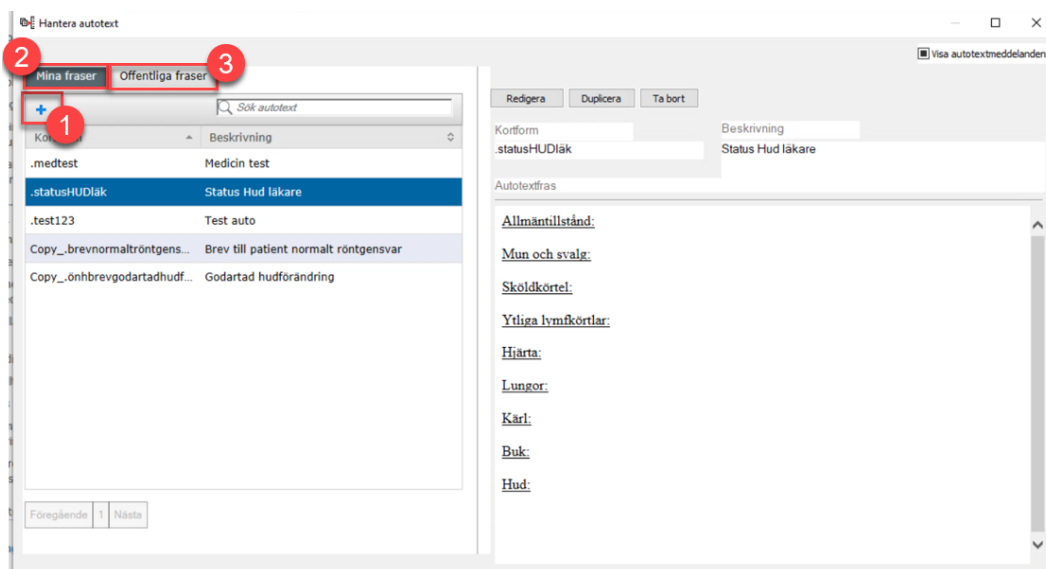 Hantera autotext
Visa autotextmeddelanden
2
3
Mina fraser Offentliga fraser
+
1
Sök autotext
Beskrivning
.medtest Medicin test
.statusHUDläk Status Hud läkare
.test123 Test auto
Copy_.brevnormaltröntgens... Brev till patient normalt röntgensvar
Copy_.önhbrevgodartadhudf... Godartad hudförändring
Föregående 1 Nästa
Redigera Duplicera Ta bort
Kortform Beskrivning
.statusHUDläk Status Hud läkare
Autotextfras
Allmäntillstånd:
Mun och svalg:
Sköldkörtel:
Ytliga lymfkörtlar:
Hjärta:
Lungor:
Kärl:
Buk:
Hud: